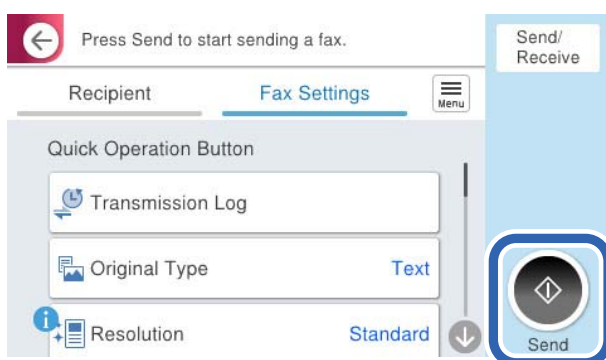 Press Send to start sending a fax.
Send/
Receive
Recipient
Fax Settings
Menu
Quick Operation Button
Transmission Log
Original Type
Text
Resolution
Standard
Send